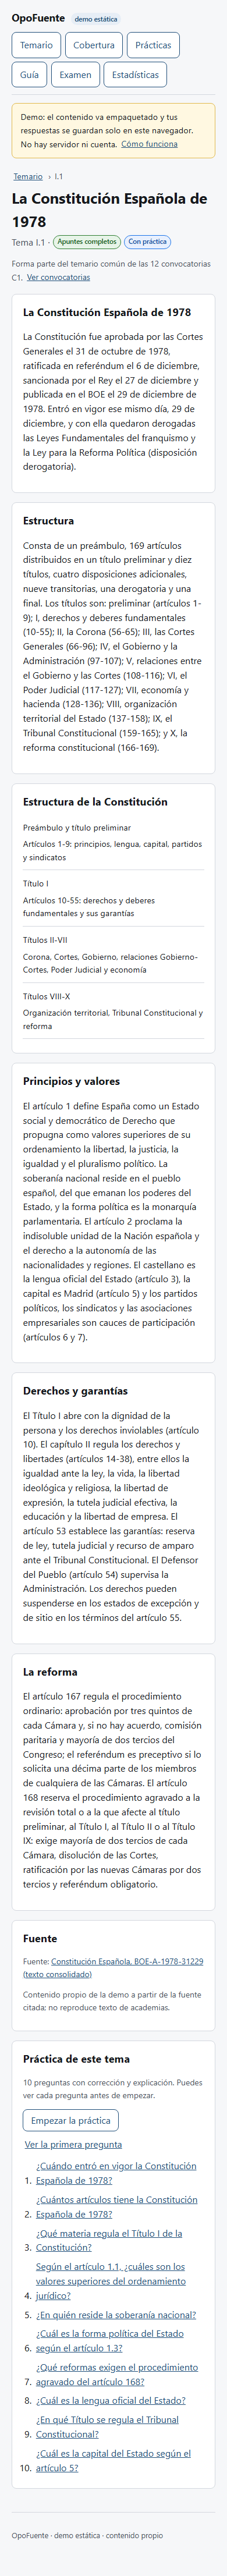 OpoFuente demo estática
Temario Cobertura Prácticas
Guía Examen Estadísticas
Demo: el contenido va empaquetado y tus
respuestas se guardan solo en este navegador.
No hay servidor ni cuenta. Cómo funciona
Temario › I.1
La Constitución Española de
1978
Tema I.1 · Apuntes completos Con práctica
Forma parte del temario común de las 12 convocatorias
C1. Ver convocatorias
La Constitución Española de 1978
La Constitución fue aprobada por las Cortes
Generales el 31 de octubre de 1978,
ratificada en referéndum el 6 de diciembre,
sancionada por el Rey el 27 de diciembre y
publicada en el BOE el 29 de diciembre de
1978. Entró en vigor ese mismo día, 29 de
diciembre, y con ella quedaron derogadas
las Leyes Fundamentales del franquismo y
la Ley para la Reforma Política (disposición
derogatoria).
Estructura
Consta de un preámbulo, 169 artículos
distribuidos en un título preliminar y diez
títulos, cuatro disposiciones adicionales,
nueve transitorias, una derogatoria y una
final. Los títulos son: preliminar (artículos 1-
9); I, derechos y deberes fundamentales
(10-55); II, la Corona (56-65); III, las Cortes
Generales (66-96); IV, el Gobierno y la
Administración (97-107); V, relaciones entre
el Gobierno y las Cortes (108-116); VI, el
Poder Judicial (117-127); VII, economía y
hacienda (128-136); VIII, organización
territorial del Estado (137-158); IX, el
Tribunal Constitucional (159-165); y X, la
reforma constitucional (166-169).
Estructura de la Constitución
Preámbulo y título preliminar
Artículos 1-9: principios, lengua, capital, partidos
y sindicatos
Título I
Artículos 10-55: derechos y deberes
fundamentales y sus garantías
Títulos II-VII
Corona, Cortes, Gobierno, relaciones Gobierno-
Cortes, Poder Judicial y economía
Títulos VIII-X
Organización territorial, Tribunal Constitucional y
reforma
Principios y valores
El artículo 1 define España como un Estado
social y democrático de Derecho que
propugna como valores superiores de su
ordenamiento la libertad, la justicia, la
igualdad y el pluralismo político. La
soberanía nacional reside en el pueblo
español, del que emanan los poderes del
Estado, y la forma política es la monarquía
parlamentaria. El artículo 2 proclama la
indisoluble unidad de la Nación española y
el derecho a la autonomía de las
nacionalidades y regiones. El castellano es
la lengua oficial del Estado (artículo 3), la
capital es Madrid (artículo 5) y los partidos
políticos, los sindicatos y las asociaciones
empresariales son cauces de participación
(artículos 6 y 7).
Derechos y garantías
El Título I abre con la dignidad de la
persona y los derechos inviolables (artículo
10). El capítulo II regula los derechos y
libertades (artículos 14-38), entre ellos la
igualdad ante la ley, la vida, la libertad
ideológica y religiosa, la libertad de
expresión, la tutela judicial efectiva, la
educación y la libertad de empresa. El
artículo 53 establece las garantías: reserva
de ley, tutela judicial y recurso de amparo
ante el Tribunal Constitucional. El Defensor
del Pueblo (artículo 54) supervisa la
Administración. Los derechos pueden
suspenderse en los estados de excepción y
de sitio en los términos del artículo 55.
La reforma
El artículo 167 regula el procedimiento
ordinario: aprobación por tres quintos de
cada Cámara y, si no hay acuerdo, comisión
paritaria y mayoría de dos tercios del
Congreso; el referéndum es preceptivo si lo
solicita una décima parte de los miembros
de cualquiera de las Cámaras. El artículo
168 reserva el procedimiento agravado a la
revisión total o a la que afecte al título
preliminar, al Título I, al Título II o al Título
IX: exige mayoría de dos tercios de cada
Cámara, disolución de las Cortes,
ratificación por las nuevas Cámaras por dos
tercios y referéndum obligatorio.
Fuente
Fuente: Constitución Española, BOE-A-1978-31229
(texto consolidado)
Contenido propio de la demo a partir de la fuente
citada: no reproduce texto de academias.
Práctica de este tema
10 preguntas con corrección y explicación. Puedes
ver cada pregunta antes de empezar.
Empezar la práctica
Ver la primera pregunta
¿Cuándo entró en vigor la Constitución
1. Española de 1978?
¿Cuántos artículos tiene la Constitución
2. Española de 1978?
¿Qué materia regula el Título I de la
3. Constitución?
Según el artículo 1.1, ¿cuáles son los
valores superiores del ordenamiento
4. jurídico?
5. ¿En quién reside la soberanía nacional?
¿Cuál es la forma política del Estado
6. según el artículo 1.3?
¿Qué reformas exigen el procedimiento
7. agravado del artículo 168?
8. ¿Cuál es la lengua oficial del Estado?
¿En qué Título se regula el Tribunal
9. Constitucional?
¿Cuál es la capital del Estado según el
10. artículo 5?
OpoFuente · demo estática · contenido propio